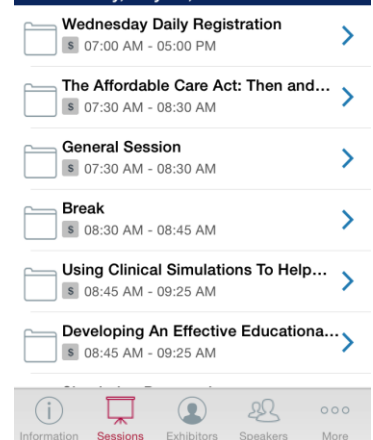 Wednesday Daily Registration
S 07:00 AM - 05:00 PM
The Affordable Care Act: Then and...
S 07:30 AM - 08:30 AM
General Session
S 07:30 AM - 08:30 AM
Break
S 08:30 AM - 08:45 AM
Using Clinical Simulations To Help...
S 08:45 AM - 09:25 AM
Developing An Effective Educationa...
S 08:45 AM - 09:25 AM
Information Sessions Exhibitors Speakers More